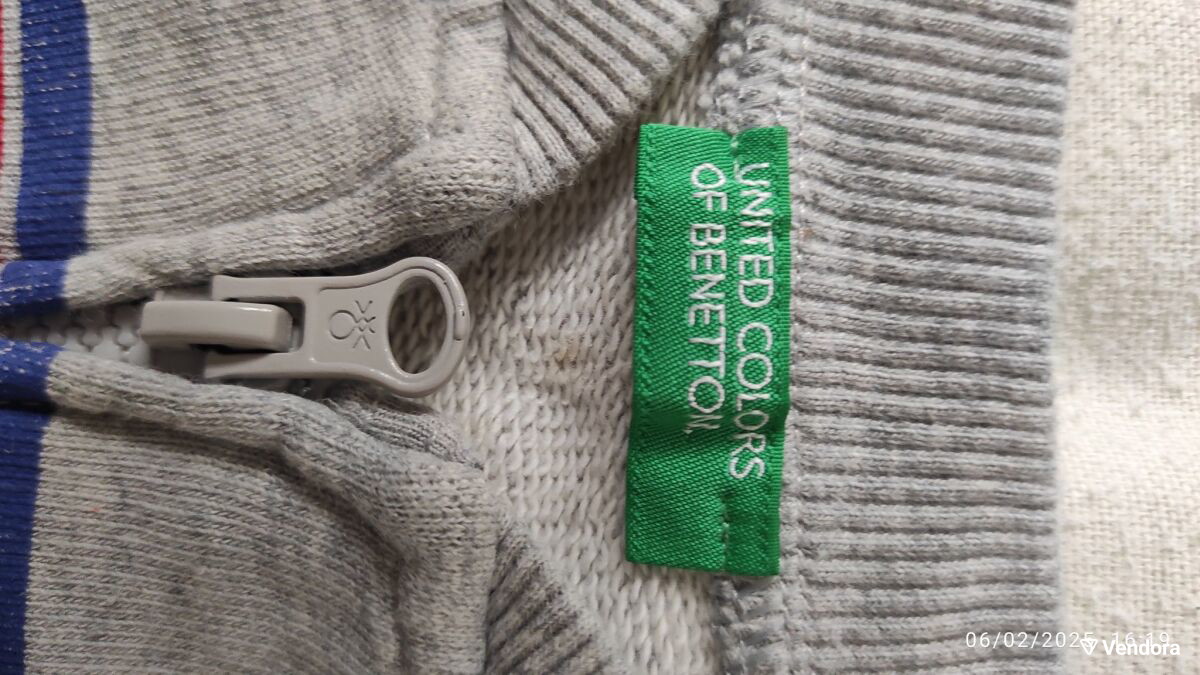 UNITED COLORS
OF BENETTON.
06/02/2025 16:19
Vendora